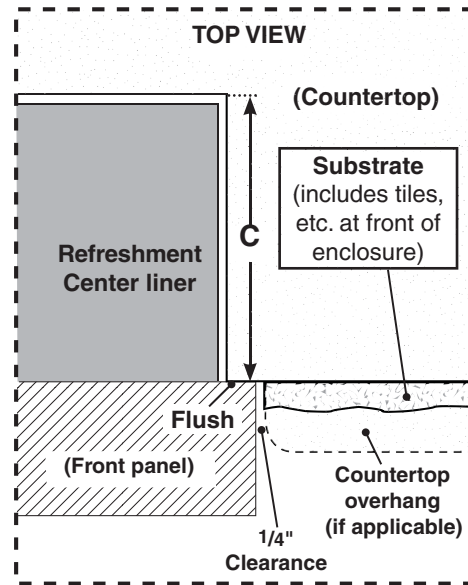 TOP VIEW
(Countertop)
Substrate
(includes tiles,
etc. at front of
enclosure)
C
Refreshment
Center liner
Flush
(Front panel)
Countertop
overhang
(if applicable)
1/4"
Clearance